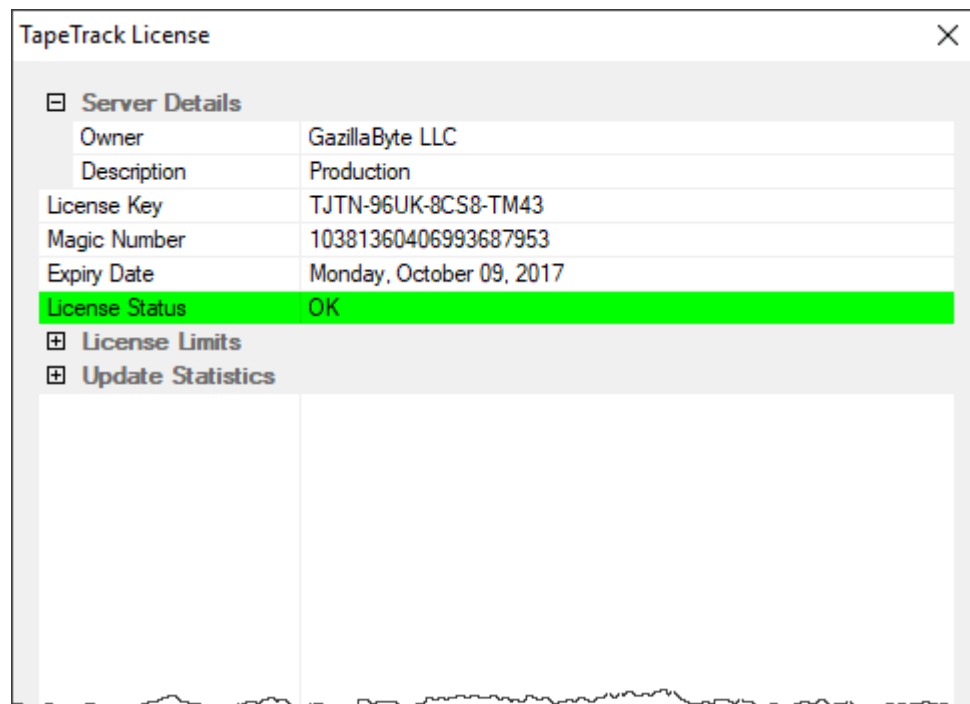 TapeTrack License
Server Details
Owner GazillaByte LLC
Description Production
License Key TJTN-96UK-8CS8-TM43
Magic Number 10381360406993687953
Expiry Date Monday, October 09, 2017
License Status OK
License Limits
Update Statistics